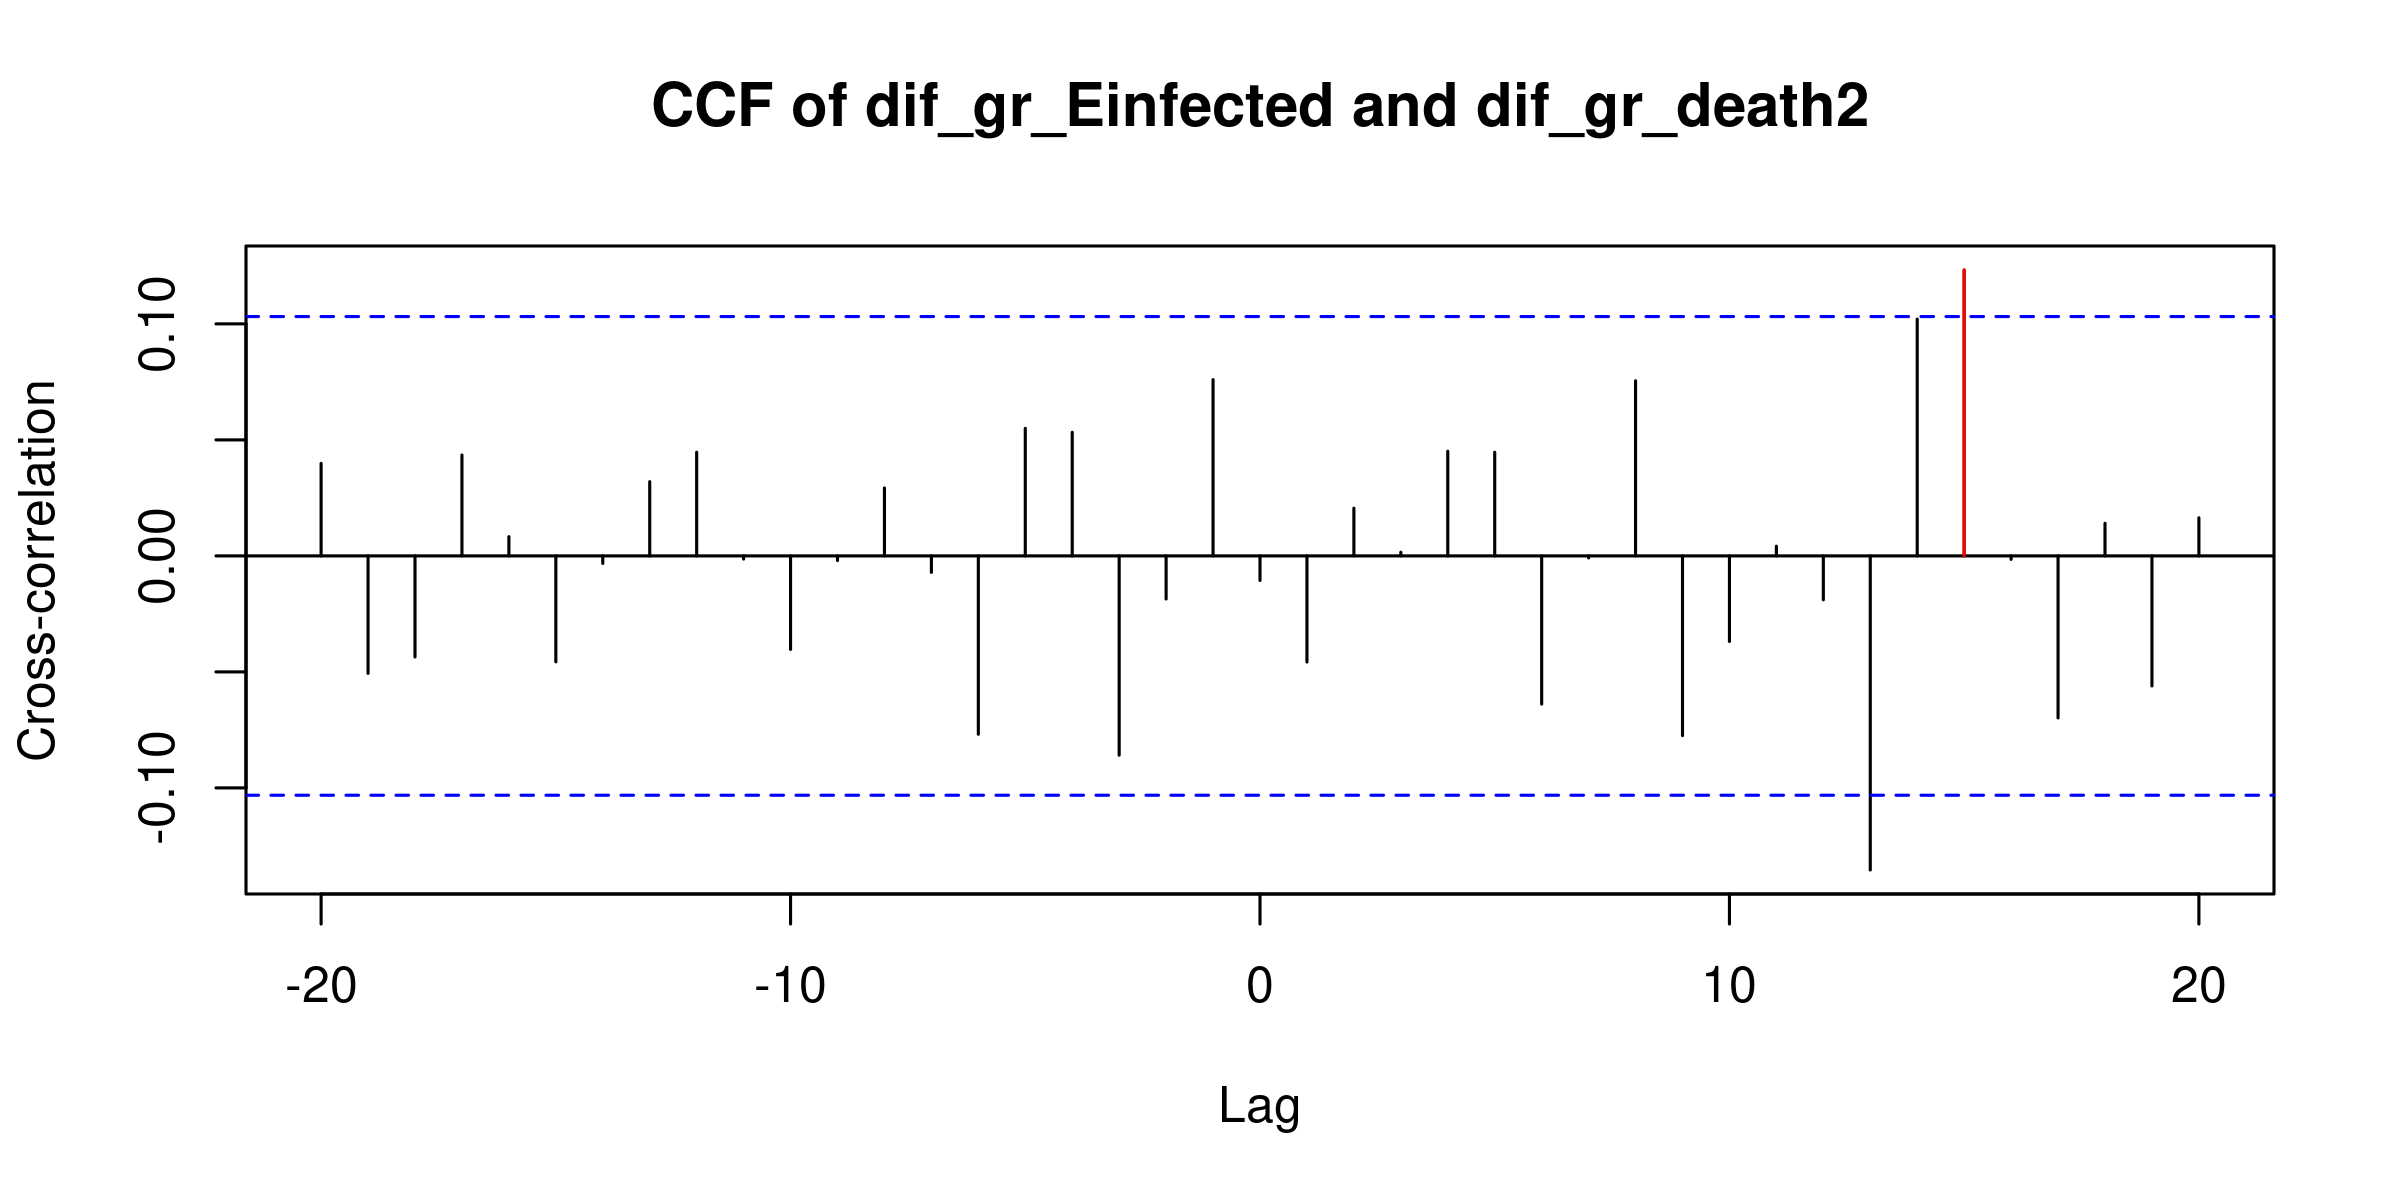 CCF of dif_gr_Einfected and dif_gr_death2
Cross-correlation
0.10
0.00
-0.10
-20 -10 0 10 20
Lag